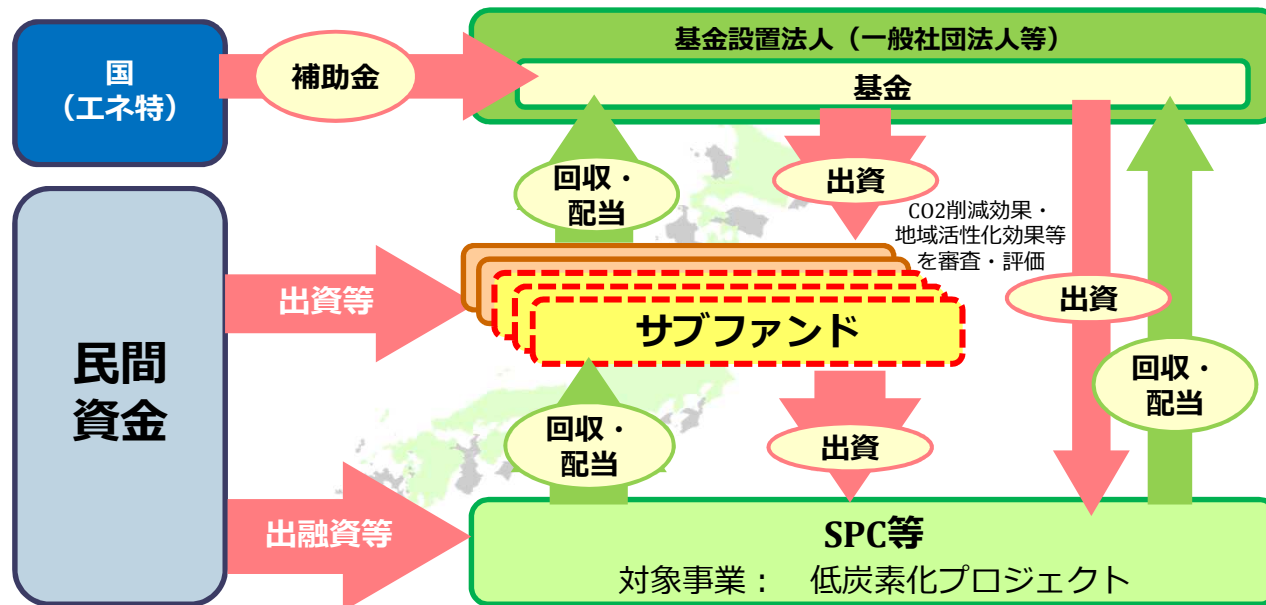 国
（エネ特）
補助金
基金設置法人（一般社団法人等）
基金
回収・
配当
出資
CO2削減効果・
地域活性化効果等
を審査・評価
民間
資金
出資等
サブファンド
出資
回収・
配当
回収・
配当
出資
出融資等
SPC等
対象事業：　低炭素化プロジェクト